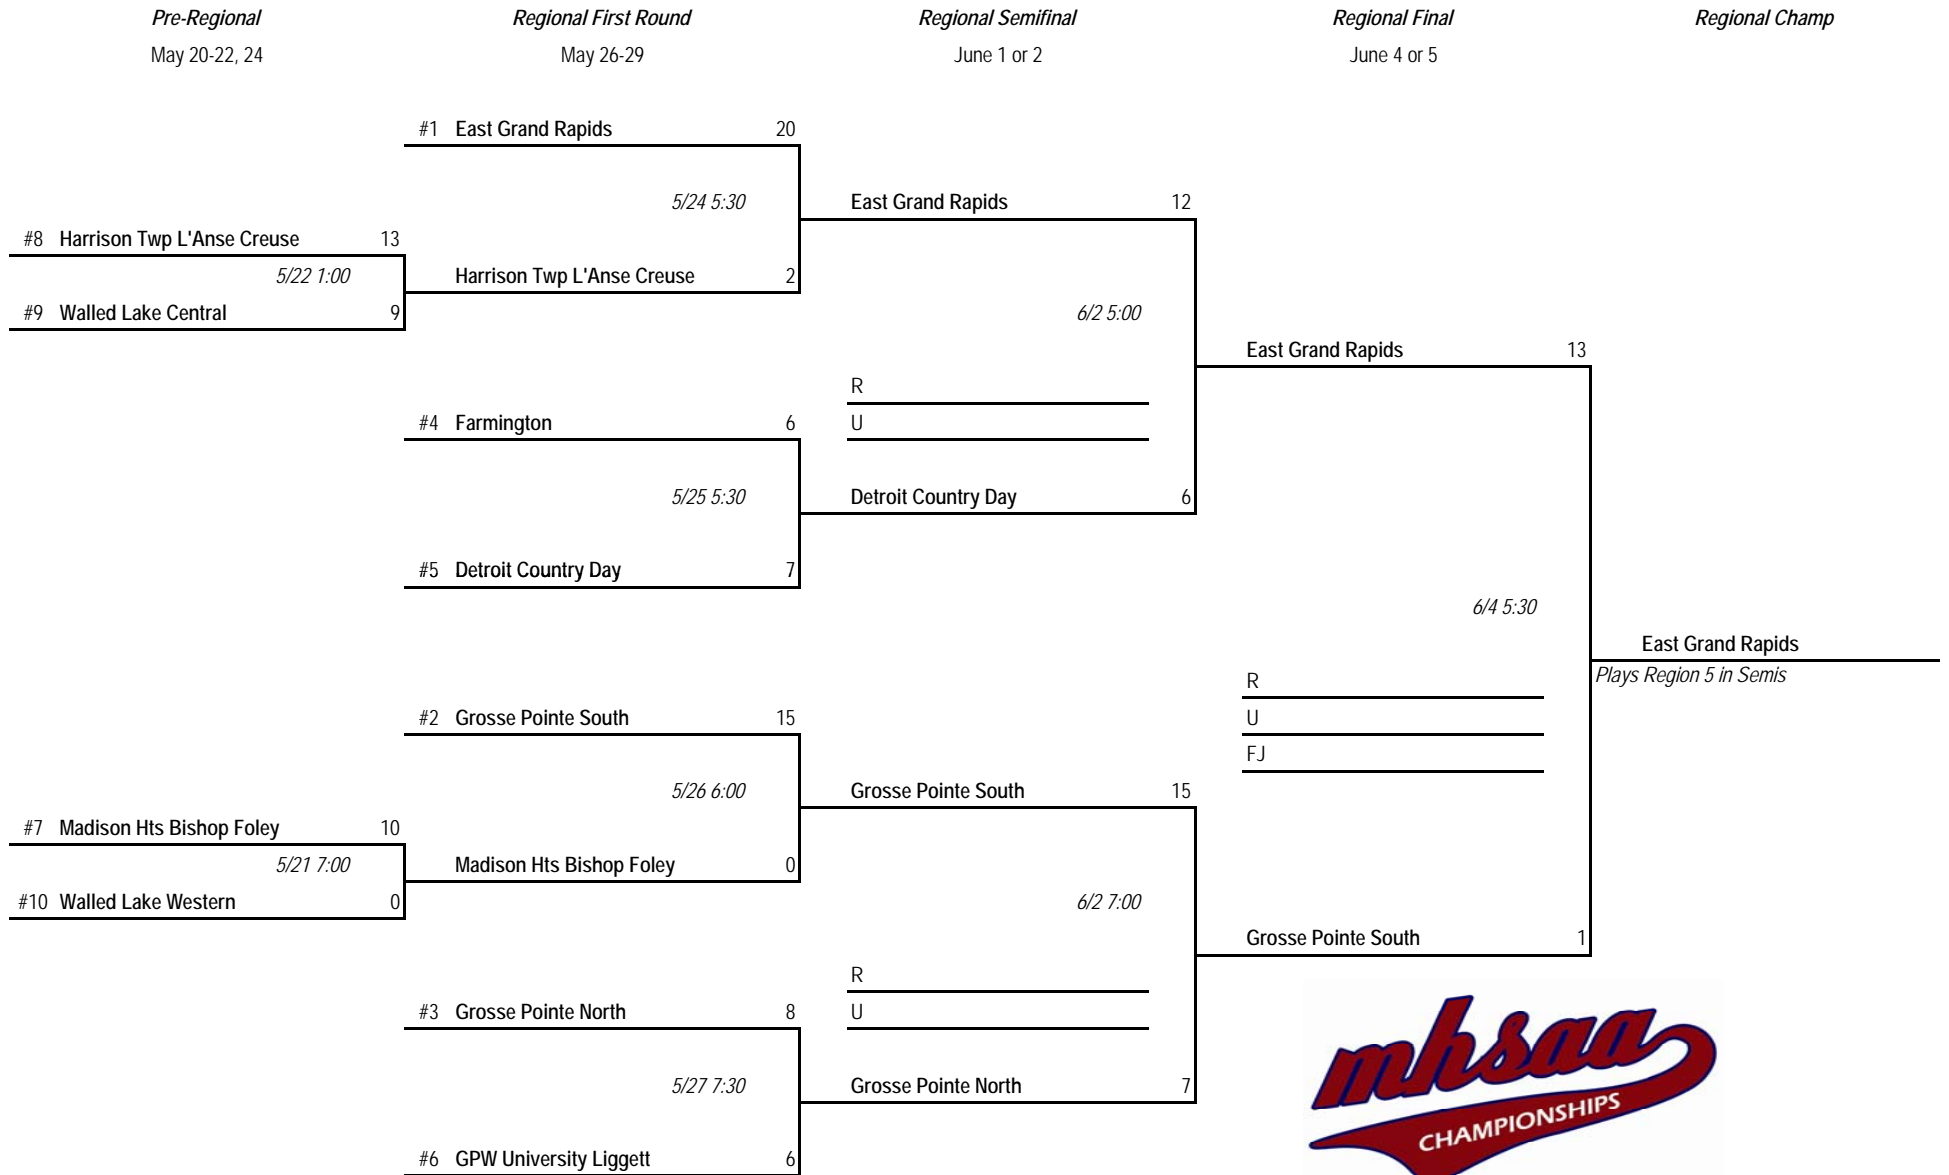 Pre-Regional Regional First Round Regional Semifinal Regional Final Regional Champ
May 20-22, 24 May 26-29 June 1 or 2 June 4 or 5
#1 East Grand Rapids 20
5/24 5:30 East Grand Rapids 12
#8 Harrison Twp L'Anse Creuse 13
5/22 1:00 Harrison Twp L'Anse Creuse 2
#9 Walled Lake Central 9 6/2 5:00
East Grand Rapids 13
R
#4 Farmington 6 U
5/25 5:30 Detroit Country Day 6
#5 Detroit Country Day 7
6/4 5:30
East Grand Rapids
R Plays Region 5 in Semis
#2 Grosse Pointe South 15 U
FJ
5/26 6:00 Grosse Pointe South 15
#7 Madison Hts Bishop Foley 10
5/21 7:00 Madison Hts Bishop Foley 0
#10 Walled Lake Western 0 6/2 7:00
Grosse Pointe South 1
R
#3 Grosse Pointe North 8 U
mhsaa
5/27 7:30 Grosse Pointe North 7
CHAMPIONSHIPS
#6 GPW University Liggett 6